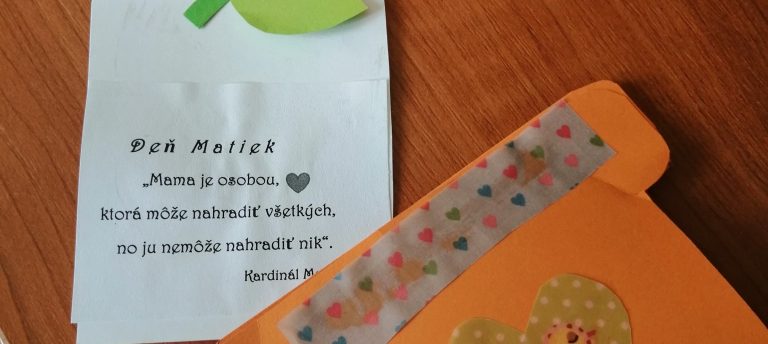 Deň Matiek
„Mama je osobou,
ktorá môže nahradiť všetkých,
no ju nemôže nahradiť nik“.
Kardinál